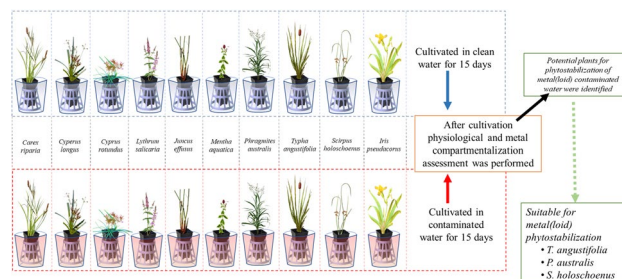 Cultivated in clean
water for 15 days
Potential plants for
phytostabilization of
metal(loid) contaminated
water were identified
After cultivation
physiological and metal
compartmentalization
assessment was performed
Carex
riparia
Cyperus
longus
Cyprus
rotundus
Lythrum
salicaria
Juncus
effusus
Mentha
aquatica
Phragmites
australis
Typha
angustifolia
Scirpus
holoschoenus
Iris
pseudacorus
Cultivated in
contaminated
water for 15 days
Suitable for
metal(loid)
phytostabilization
• T. angustifolia
• P. australis
• S. holoschoenus